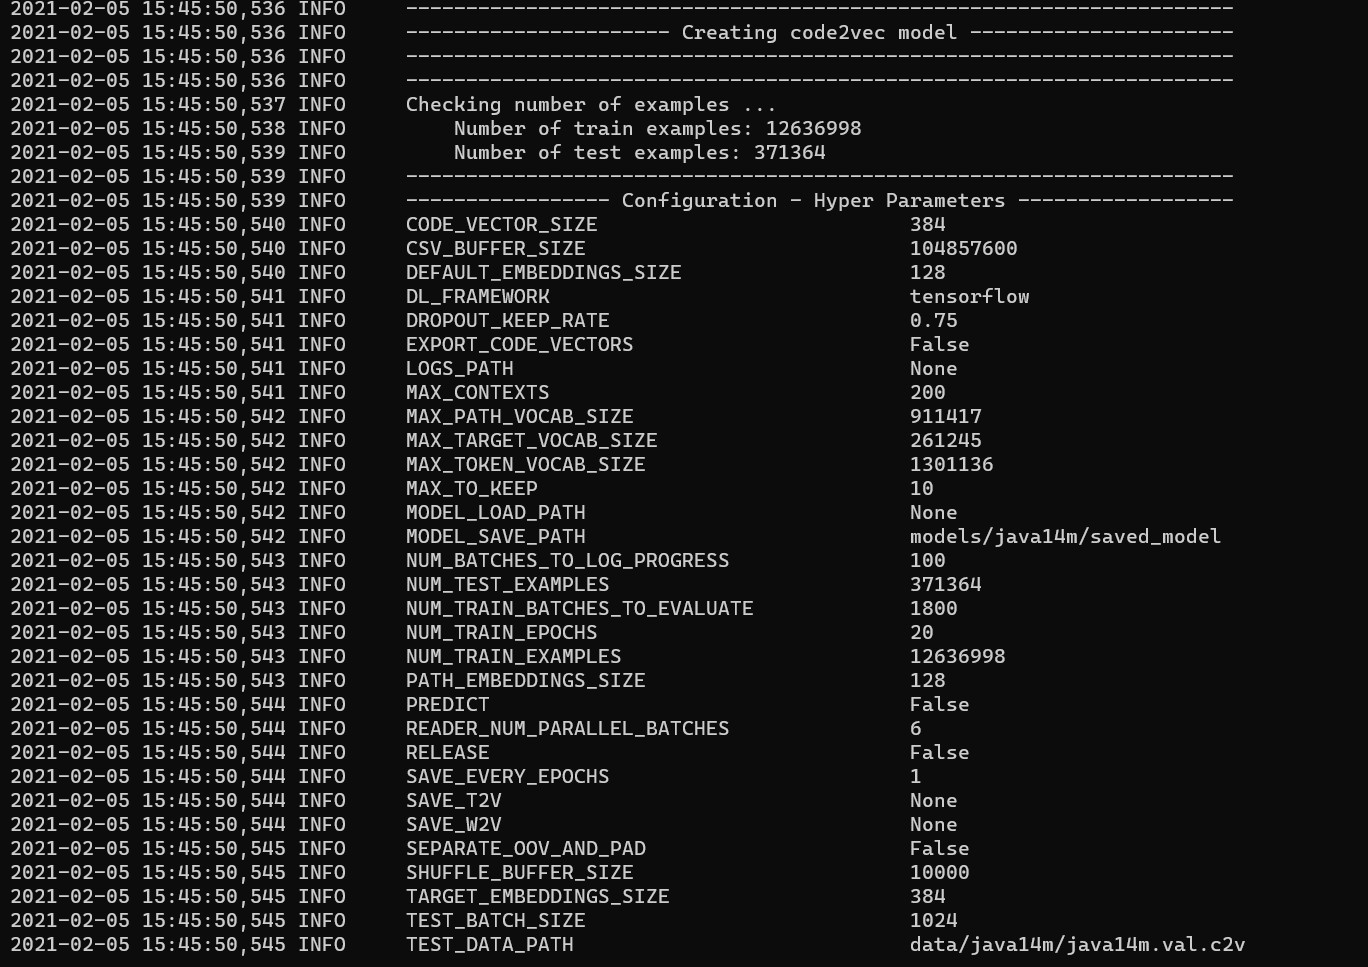 2021-02-05 15:45:50,536 INFO     ---------------------------------------------------------------------
2021-02-05 15:45:50,536 INFO     ---------------------- Creating code2vec model ----------------------
2021-02-05 15:45:50,536 INFO     ---------------------------------------------------------------------
2021-02-05 15:45:50,536 INFO     ---------------------------------------------------------------------
2021-02-05 15:45:50,537 INFO     Checking number of examples ...
2021-02-05 15:45:50,538 INFO         Number of train examples: 12636998
2021-02-05 15:45:50,539 INFO         Number of test examples: 371364
2021-02-05 15:45:50,539 INFO     ---------------------------------------------------------------------
2021-02-05 15:45:50,539 INFO     ----------------- Configuration - Hyper Parameters ------------------
2021-02-05 15:45:50,540 INFO     CODE_VECTOR_SIZE                          384
2021-02-05 15:45:50,540 INFO     CSV_BUFFER_SIZE                           104857600
2021-02-05 15:45:50,540 INFO     DEFAULT_EMBEDDINGS_SIZE                   128
2021-02-05 15:45:50,541 INFO     DL_FRAMEWORK                              tensorflow
2021-02-05 15:45:50,541 INFO     DROPOUT_KEEP_RATE                         0.75
2021-02-05 15:45:50,541 INFO     EXPORT_CODE_VECTORS                       False
2021-02-05 15:45:50,541 INFO     LOGS_PATH                                 None
2021-02-05 15:45:50,541 INFO     MAX_CONTEXTS                              200
2021-02-05 15:45:50,542 INFO     MAX_PATH_VOCAB_SIZE                       911417
2021-02-05 15:45:50,542 INFO     MAX_TARGET_VOCAB_SIZE                     261245
2021-02-05 15:45:50,542 INFO     MAX_TOKEN_VOCAB_SIZE                      1301136
2021-02-05 15:45:50,542 INFO     MAX_TO_KEEP                               10
2021-02-05 15:45:50,542 INFO     MODEL_LOAD_PATH                           None
2021-02-05 15:45:50,542 INFO     MODEL_SAVE_PATH                           models/java14m/saved_model
2021-02-05 15:45:50,543 INFO     NUM_BATCHES_TO_LOG_PROGRESS               100
2021-02-05 15:45:50,543 INFO     NUM_TEST_EXAMPLES                         371364
2021-02-05 15:45:50,543 INFO     NUM_TRAIN_BATCHES_TO_EVALUATE             1800
2021-02-05 15:45:50,543 INFO     NUM_TRAIN_EPOCHS                          20
2021-02-05 15:45:50,543 INFO     NUM_TRAIN_EXAMPLES                        12636998
2021-02-05 15:45:50,543 INFO     PATH_EMBEDDINGS_SIZE                      128
2021-02-05 15:45:50,544 INFO     PREDICT                                   False
2021-02-05 15:45:50,544 INFO     READER_NUM_PARALLEL_BATCHES               6
2021-02-05 15:45:50,544 INFO     RELEASE                                   False
2021-02-05 15:45:50,544 INFO     SAVE_EVERY_EPOCHS                         1
2021-02-05 15:45:50,544 INFO     SAVE_T2V                                  None
2021-02-05 15:45:50,544 INFO     SAVE_W2V                                  None
2021-02-05 15:45:50,545 INFO     SEPARATE_OOV_AND_PAD                      False
2021-02-05 15:45:50,545 INFO     SHUFFLE_BUFFER_SIZE                       10000
2021-02-05 15:45:50,545 INFO     TARGET_EMBEDDINGS_SIZE                    384
2021-02-05 15:45:50,545 INFO     TEST_BATCH_SIZE                           1024
2021-02-05 15:45:50,545 INFO     TEST_DATA_PATH                            data/java14m/java14m.val.c2v